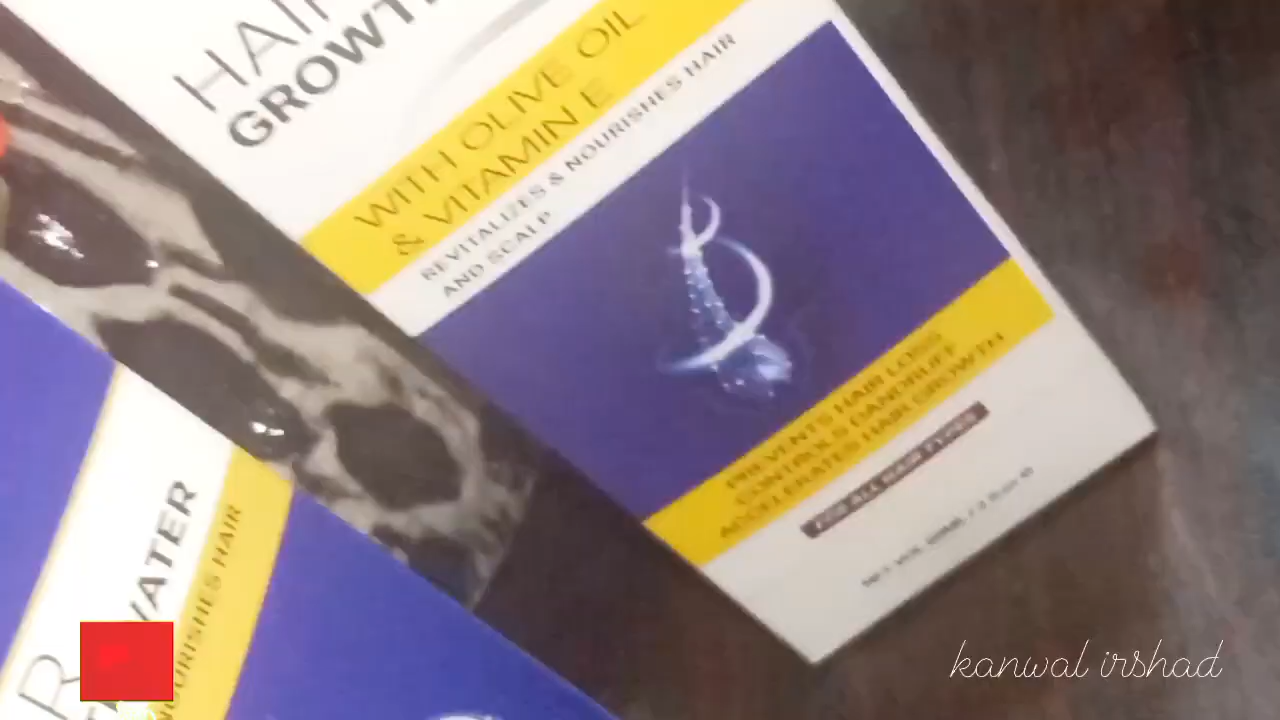 HAIR
GROWTH
WITH OLIVE OIL
& VITAMIN E
REVITALIZES & NOURISHES HAIR
AND SCALP
PREVENTS HAIR LOSS
CONTROLS DANDRUFF
ACCELERATES HAIR GROWTH
FOR ALL HAIR TYPES
WATER
NOURISHES HAIR
kanwal irshad